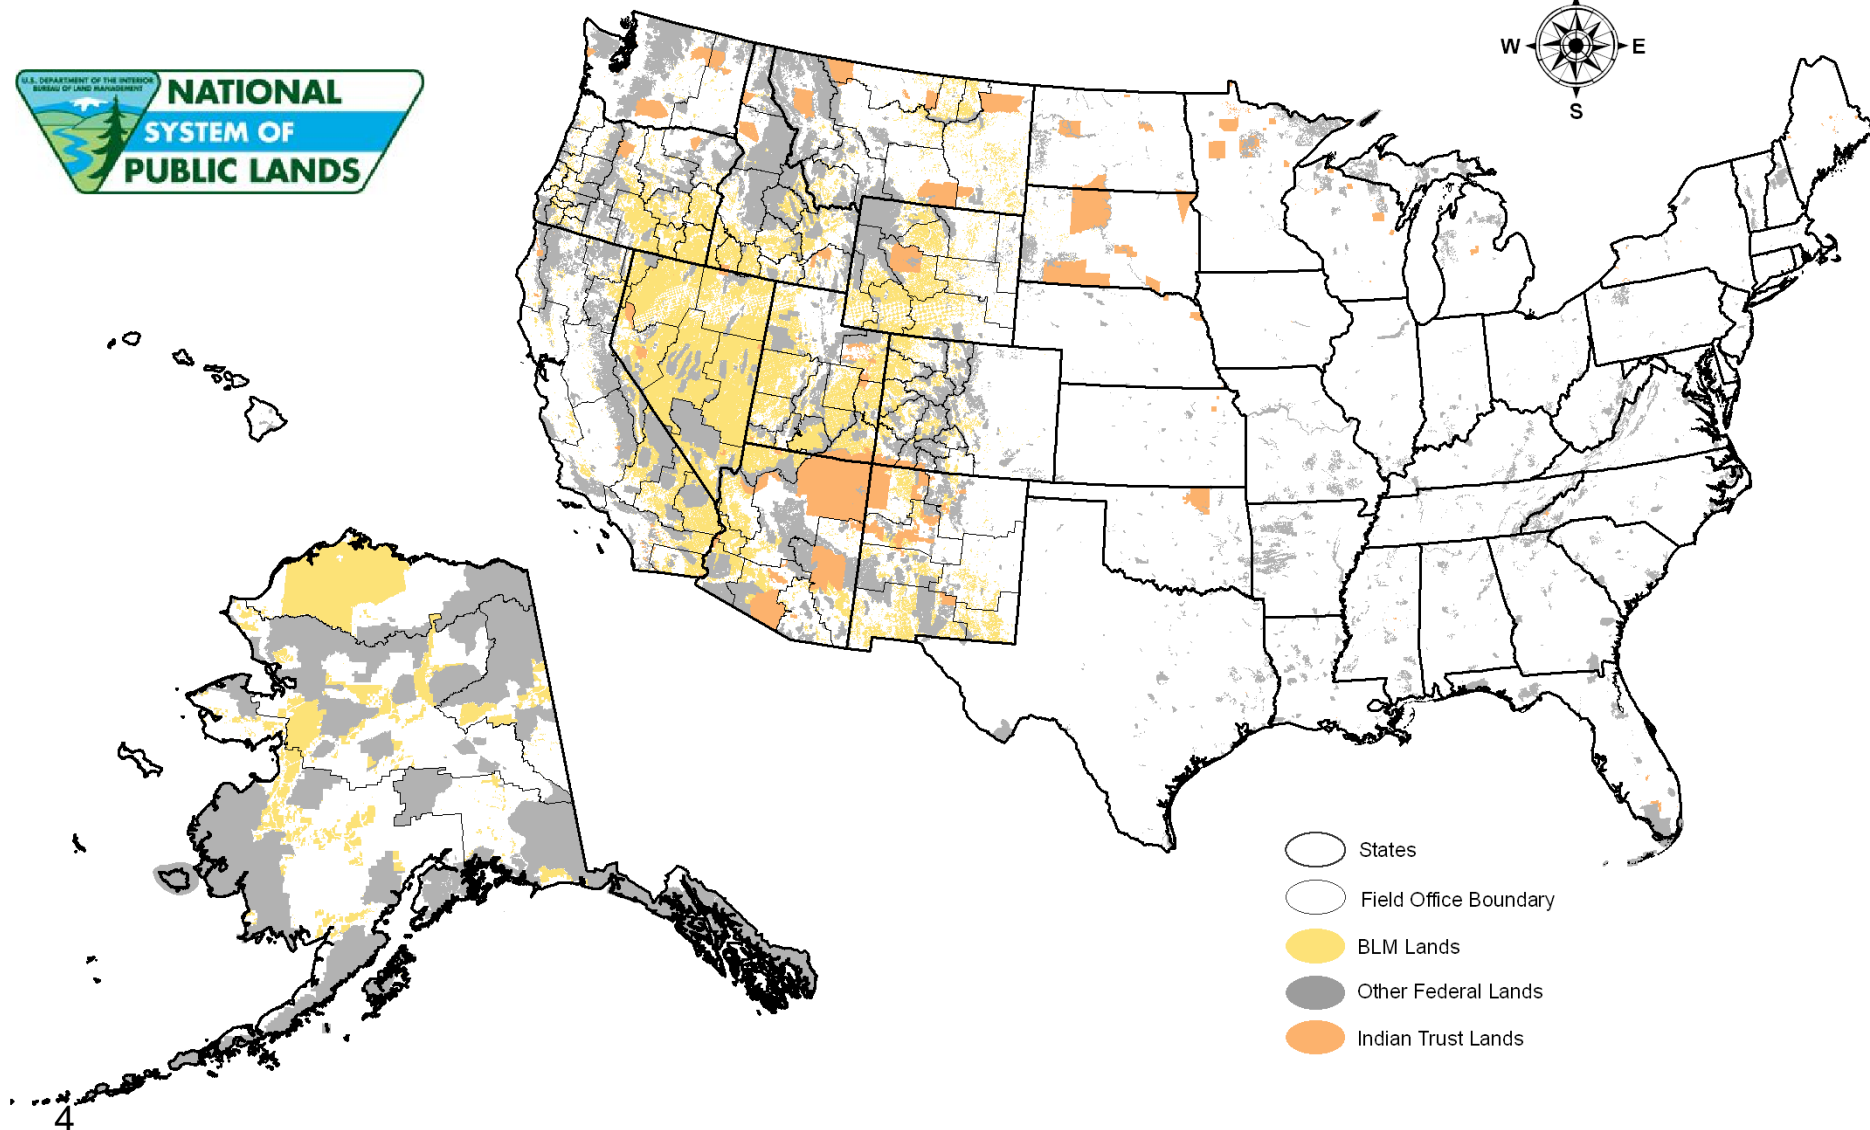 U.S. DEPARTMENT OF THE INTERIOR
BUREAU OF LAND MANAGEMENT
NATIONAL
SYSTEM OF
PUBLIC LANDS
W E
S
States
Field Office Boundary
BLM Lands
Other Federal Lands
Indian Trust Lands
4